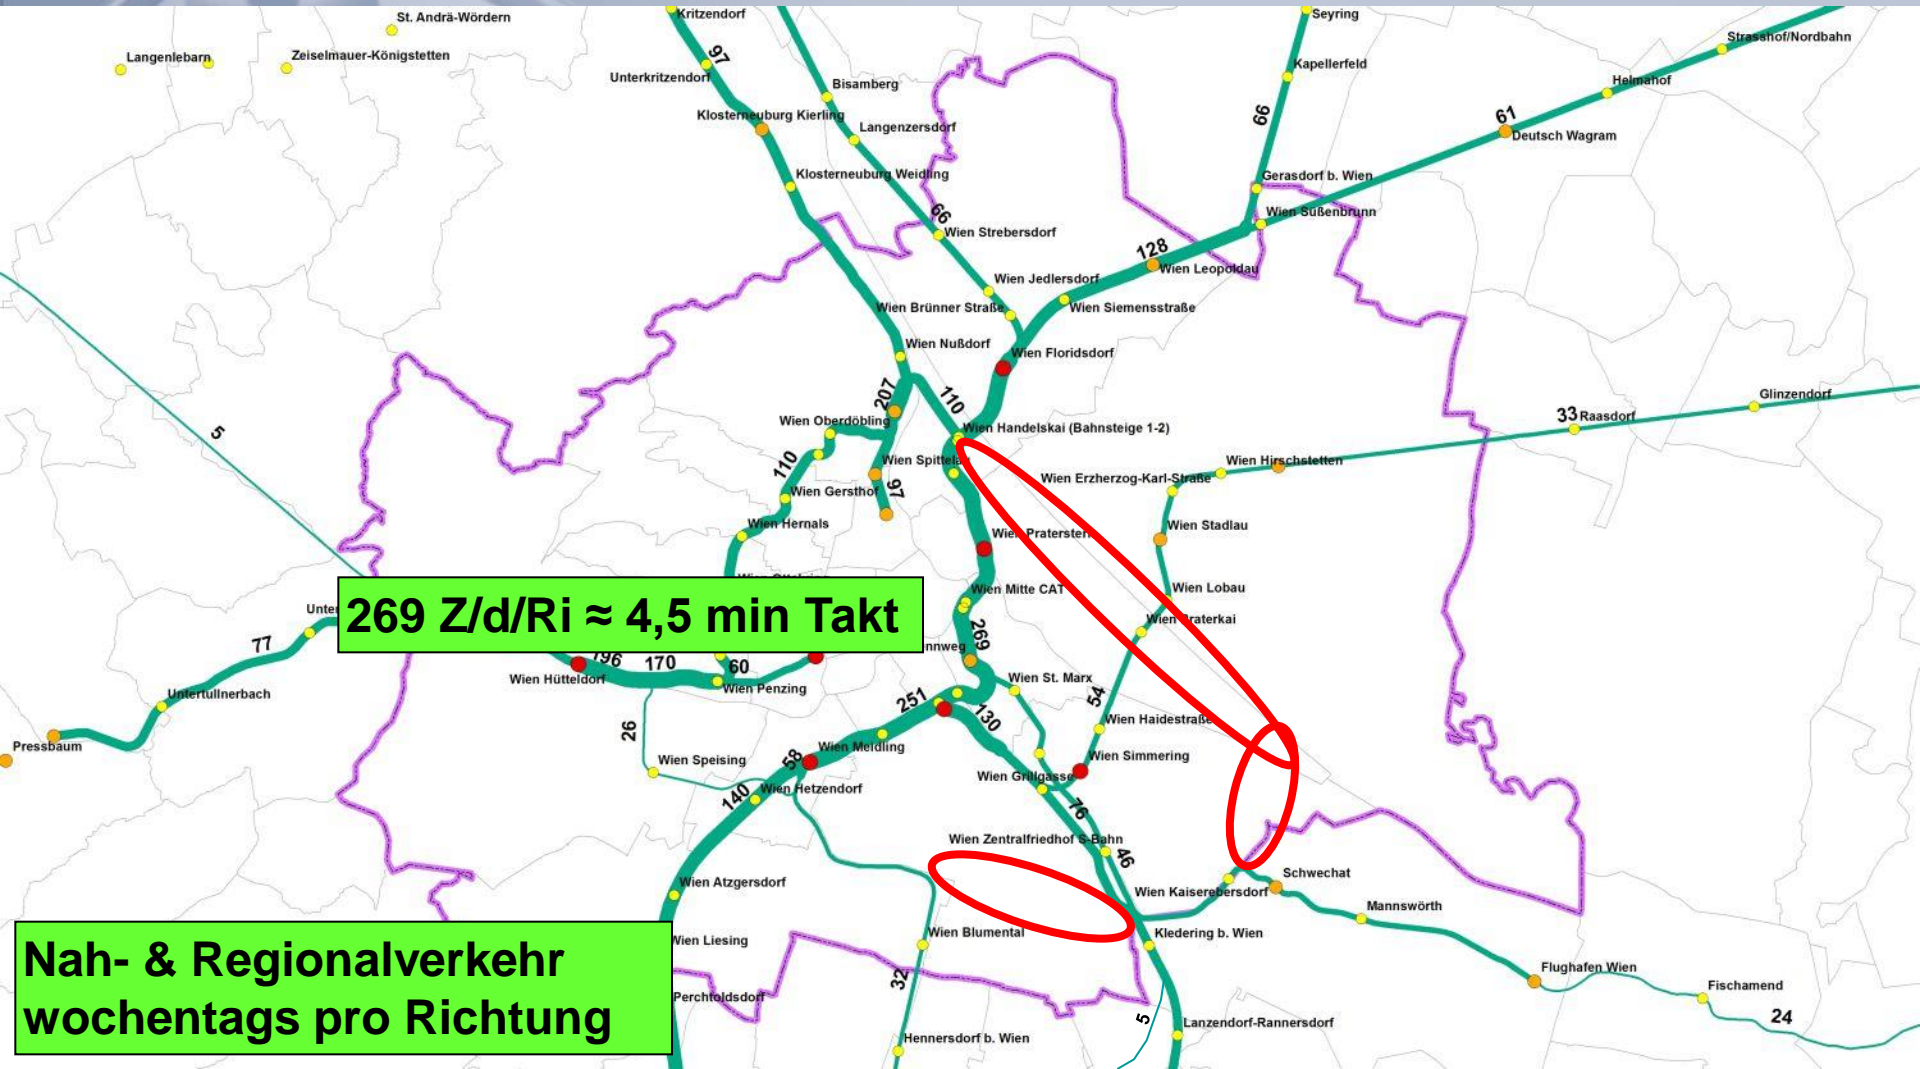 Kritzendorf
St. Andrä-Wördern
Seyring
Strasshof/Nordbahn
Langenlebarn
Zeiselmauer-Königstetten
97
Unterkritzendorf
Bisamberg
Kapellerfeld
Helmahof
Klosterneuburg Kierling
Langenzersdorf
66
61
Deutsch Wagram
Klosterneuburg Weidling
Gerasdorf b. Wien
66
Wien Süßenbrunn
Wien Strebersdorf
128
Wien Leopoldau
Wien Jedlersdorf
Wien Brünner Straße
Wien Siemensstraße
Wien Nußdorf
Wien Floridsdorf
207
110
Glinzendorf
33
Raasdorf
Wien Oberdöbling
Wien Handelskai (Bahnsteige 1-2)
5
110
Wien Spittelau
Wien Hirschstetten
Wien Erzherzog-Karl-Straße
Wien Gersthof
97
Wien Hernals
Wien Praterstern
Wien Stadlau
Wien Mitte CAT
Wien Lobau
269 Z/d/Ri ≈ 4,5 min Takt
Wien Praterkai
77
269
196
170
60
Wien Hütteldorf
Wien Penzing
Wien St. Marx
Untertullnerbach
251
130
54
Wien Haidestraße
26
Pressbaum
Wien Meidling
58
Wien Speising
Wien Simmering
Wien Grillgasse
140
Wien Hetzendorf
76
Wien Zentralfriedhof S-Bahn
46
Wien Atzgersdorf
Wien Kaiserebersdorf
Schwechat
Mannswörth
Wien Liesing
Wien Blumental
Kledering b. Wien
Nah- & Regionalverkehr
wochentags pro Richtung
32
Flughafen Wien
Fischamend
Perchtoldsdorf
5
24
Hennersdorf b. Wien
Lanzendorf-Rannersdorf